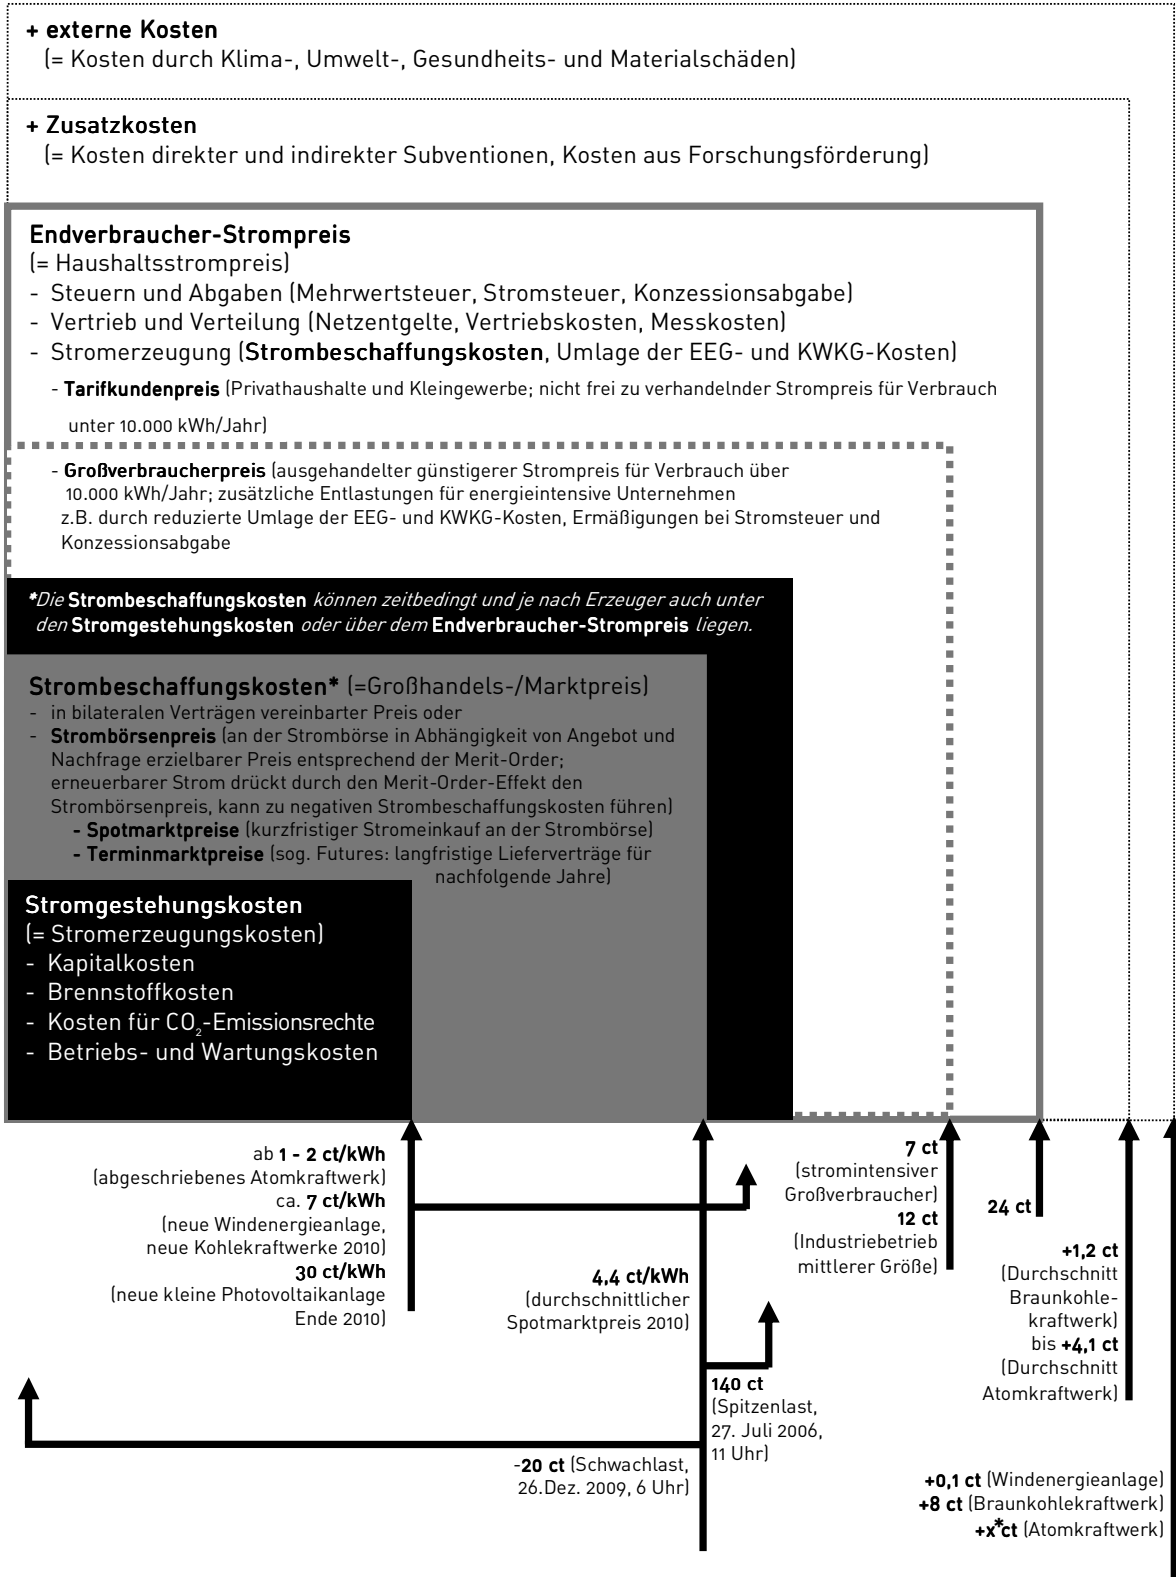 + externe Kosten
(= Kosten durch Klima-, Umwelt-, Gesundheits- und Materialschäden)
+ Zusatzkosten
(= Kosten direkter und indirekter Subventionen, Kosten aus Forschungsförderung)
Endverbraucher-Strompreis
(= Haushaltsstrompreis)
- Steuern und Abgaben (Mehrwertsteuer, Stromsteuer, Konzessionsabgabe)
- Vertrieb und Verteilung (Netzentgelte, Vertriebskosten, Messkosten)
- Stromerzeugung (Strombeschaffungskosten, Umlage der EEG- und KWKG-Kosten)
- Tarifkundenpreis (Privathaushalte und Kleingewerbe; nicht frei zu verhandelnder Strompreis für Verbrauch
unter 10.000 kWh/Jahr)
- Großverbraucherpreis (ausgehandelter günstigerer Strompreis für Verbrauch über
10.000 kWh/Jahr; zusätzliche Entlastungen für energieintensive Unternehmen
z.B. durch reduzierte Umlage der EEG- und KWKG-Kosten, Ermäßigungen bei Stromsteuer und
Konzessionsabgabe
*Die Strombeschaffungskosten können zeitbedingt und je nach Erzeuger auch unter
den Stromgestehungskosten oder über dem Endverbraucher-Strompreis liegen.
Strombeschaffungskosten* (=Großhandels-/Marktpreis)
- in bilateralen Verträgen vereinbarter Preis oder
- Strombörsenpreis (an der Strombörse in Abhängigkeit von Angebot und
Nachfrage erzielbarer Preis entsprechend der Merit-Order;
erneuerbarer Strom drückt durch den Merit-Order-Effekt den
Strombörsenpreis, kann zu negativen Strombeschaffungskosten führen)
- Spotmarktpreise (kurzfristiger Stromeinkauf an der Strombörse)
- Terminmarktpreise (sog. Futures: langfristige Lieferverträge für
nachfolgende Jahre)
Stromgestehungskosten
(= Stromerzeugungskosten)
- Kapitalkosten
- Brennstoffkosten
- Kosten für CO₂-Emissionsrechte
- Betriebs- und Wartungskosten
ab 1 - 2 ct/kWh
(abgeschriebenes Atomkraftwerk)
ca. 7 ct/kWh
(neue Windenergieanlage,
neue Kohlekraftwerke 2010)
30 ct/kWh
(neue kleine Photovoltaikanlage
Ende 2010)
4,4 ct/kWh
(durchschnittlicher
Spotmarktpreis 2010)
140 ct
(Spitzenlast,
27. Juli 2006,
11 Uhr)
-20 ct (Schwachlast,
26.Dez. 2009, 6 Uhr)
7 ct
(stromintensiver
Großverbraucher)
12 ct
(Industriebetrieb
mittlerer Größe)
24 ct
+1,2 ct
(Durchschnitt
Braunkohle-
kraftwerk)
bis +4,1 ct
(Durchschnitt
Atomkraftwerk)
+0,1 ct (Windenergieanlage)
+8 ct (Braunkohlekraftwerk)
+x*ct (Atomkraftwerk)